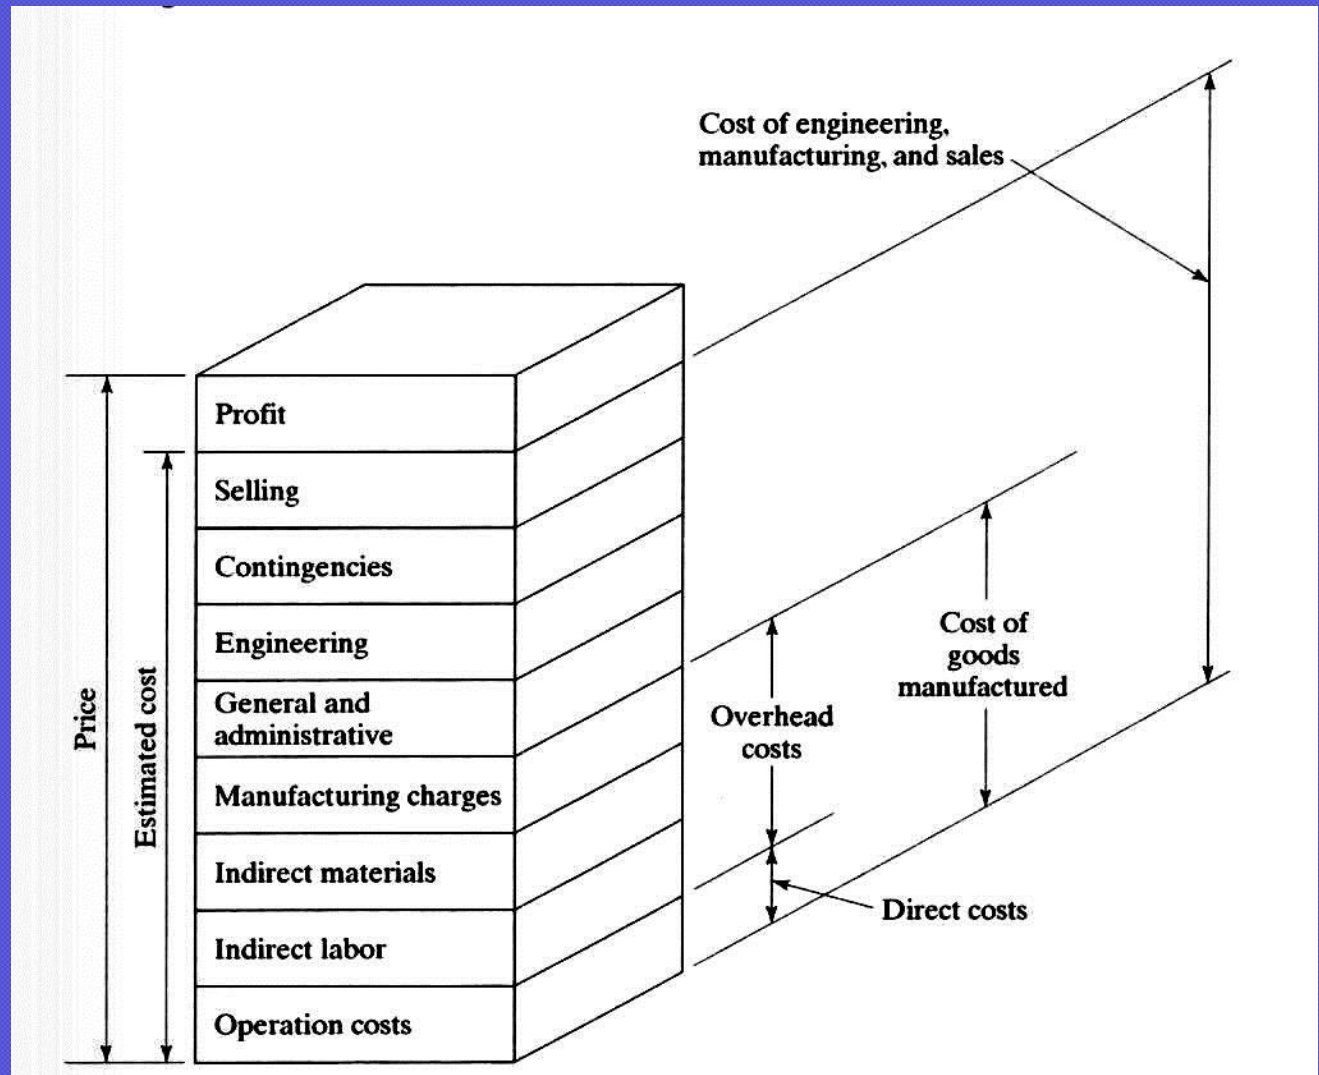 Cost of engineering,
manufacturing, and sales
Profit
Selling
Contingencies
Engineering
General and
administrative
Manufacturing charges
Indirect materials
Indirect labor
Operation costs
Price
Estimated cost
Overhead
costs
Cost of
goods
manufactured
Direct costs